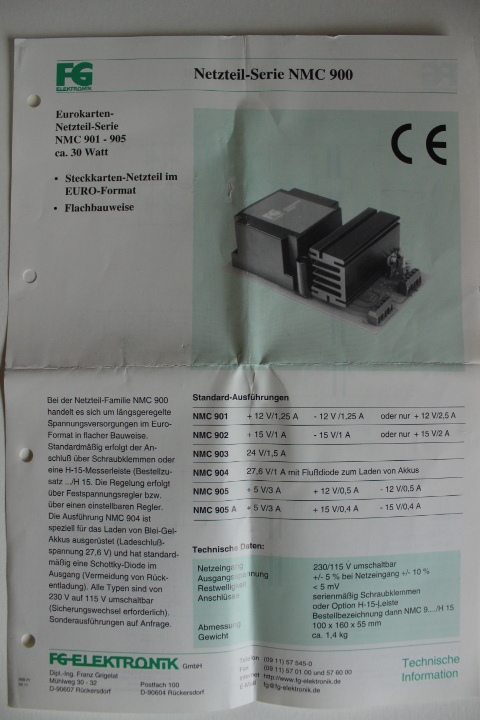 FG
ELEKTRONIK
Netzteil-Serie NMC 900
Eurokarten-
Netzteil-Serie
NMC 901 - 905
ca. 30 Watt
• Steckkarten-Netzteil im
EURO-Format
• Flachbauweise
CE
FG
Bei der Netzteil-Familie NMC 900
handelt es sich um längsgeregelte
Spannungsversorgungen im Euro-
Format in flacher Bauweise.
Standardmäßig erfolgt der An-
schluß über Schraubklemmen oder
eine H-15-Messerleiste (Bestellzu-
satz .../H 15. Die Regelung erfolgt
über Festspannungsregler bzw.
über einen einstellbaren Regler.
Die Ausführung NMC 904 ist
speziell für das Laden von Blei-Gel-
Akkus ausgerüstet (Ladeschluß-
spannung 27,6 V) und hat standard-
mäßig eine Schottky-Diode im
Ausgang (Vermeidung von Rück-
entladung). Alle Typen sind von
230 V auf 115 V umschaltbar
(Sicherungswechsel erforderlich).
Sonderausführungen auf Anfrage.
Standard-Ausführungen
NMC 901 + 12 V/1,25 A - 12 V /1,25 A oder nur + 12 V/2,5 A
NMC 902 + 15 V/1 A - 15 V/1 A oder nur + 15 V/2 A
NMC 903 24 V/1,5 A
NMC 904 27,6 V/1 A mit Flußdiode zum Laden von Akkus
NMC 905 + 5 V/3 A + 12 V/0,5 A - 12 V/0,5 A
NMC 905 A + 5 V/3 A + 15 V/0,4 A - 15 V/0,4 A
Technische Daten:
Netzeingang 230/115 V umschaltbar
Ausgangsspannung +/- 5 % bei Netzeingang +/- 10 %
Restwelligkeit < 5 mV
Anschlüsse serienmäßig Schraubklemmen
oder Option H-15-Leiste
Bestellbezeichnung dann NMC 9..../H 15
Abmessung 100 x 160 x 55 mm
Gewicht ca. 1,4 kg
FG-ELEKTRONIK GmbH
Dipl.-Ing. Franz Grigelat
Mühlweg 30 - 32 Postfach 100
D-90607 Rückersdorf D-90604 Rückersdorf
Telefon (09 11) 57 545-0
Fax (09 11) 57 01 00 und 57 60 00
Internet http://www.fg-elektronik.de
E-Mail fg@fg-elektronik.de
Technische
Information